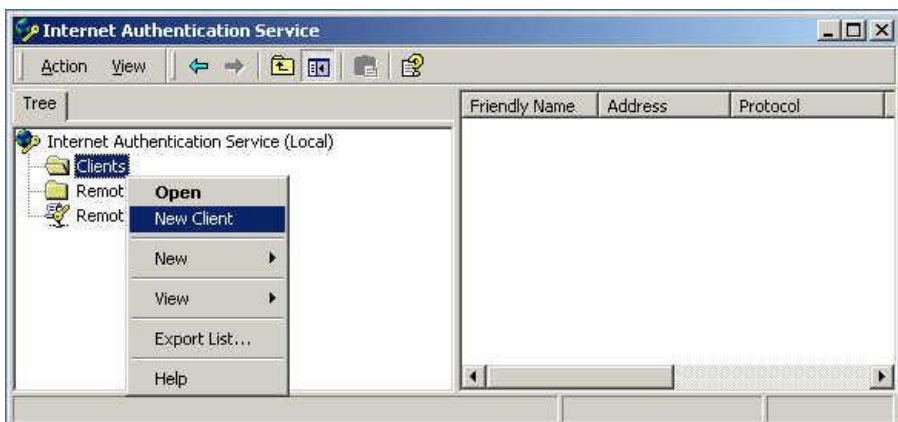 Internet Authentication Service
Action View
Tree
Friendly Name Address Protocol
Internet Authentication Service (Local)
Clients
Remot
Remot
Open
New Client
New
View
Export List...
Help